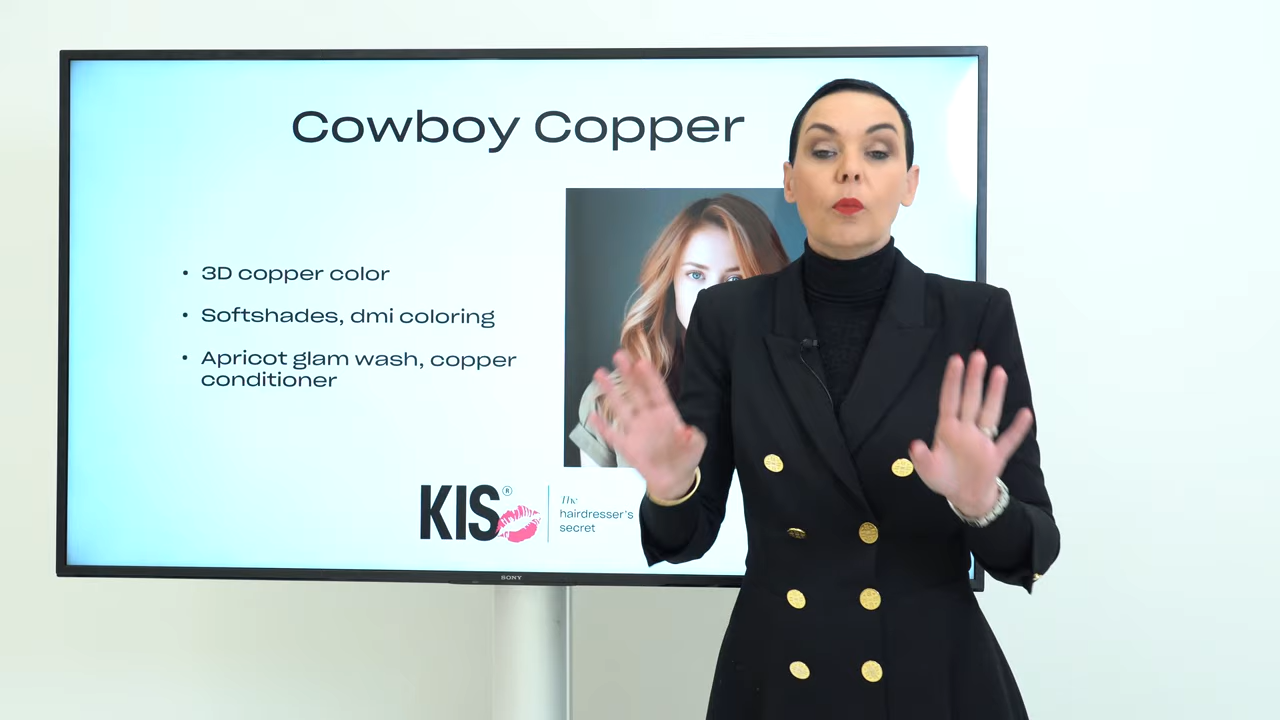 Cowboy Copper
• 3D copper color
• Softshades, dmi coloring
• Apricot glam wash, copper
conditioner
KIS®
The
hairdresser's
secret
SONY